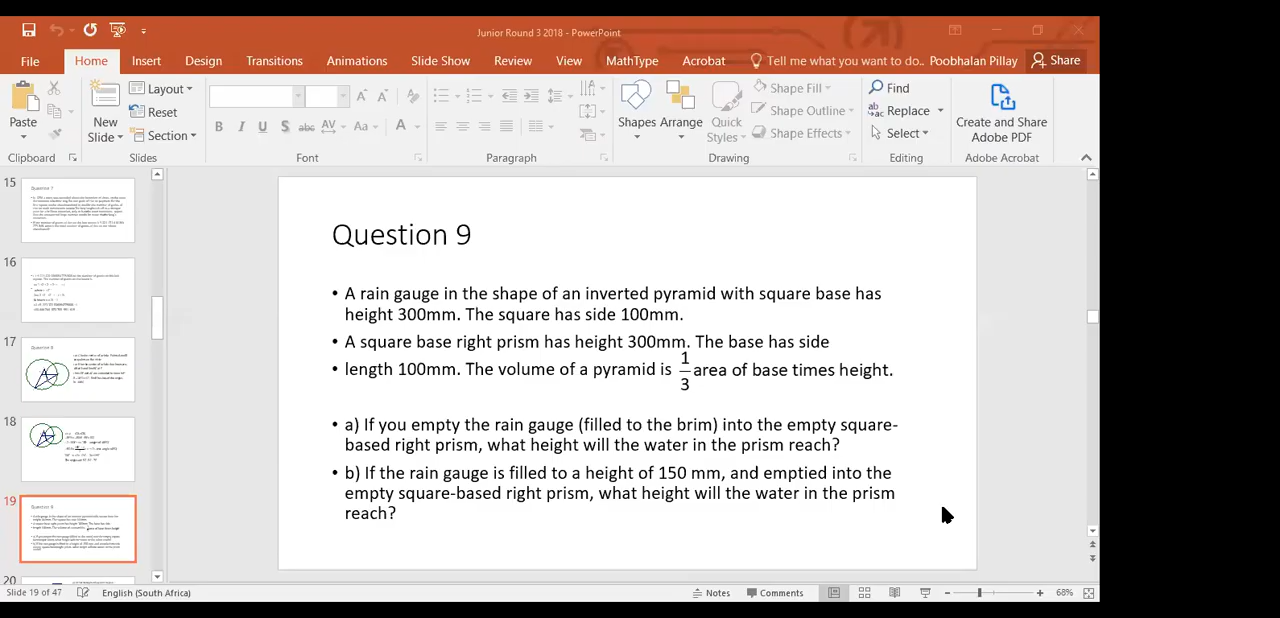 Junior Round 3 2018 - PowerPoint
File Home Insert Design Transitions Animations Slide Show Review View MathType Acrobat Tell me what you want to do.. Poobhalan Pillay Share
Paste
Clipboard
New Slide
Layout
Reset
Section
Slides
Font
Paragraph
Shapes
Arrange
Quick Styles
Shape Fill
Shape Outline
Shape Effects
Drawing
Find
Replace
Select
Editing
Create and Share Adobe PDF
Adobe Acrobat
15
Question 7
16
17
Question 8
18
19
Question 9
20
Question 9
• A rain gauge in the shape of an inverted pyramid with square base has
height 300mm. The square has side 100mm.
• A square base right prism has height 300mm. The base has side
• length 100mm. The volume of a pyramid is 1/3 area of base times height.
• a) If you empty the rain gauge (filled to the brim) into the empty square-
based right prism, what height will the water in the prism reach?
• b) If the rain gauge is filled to a height of 150 mm, and emptied into the
empty square-based right prism, what height will the water in the prism
reach?
Slide 19 of 47 English (South Africa) Notes Comments 68%